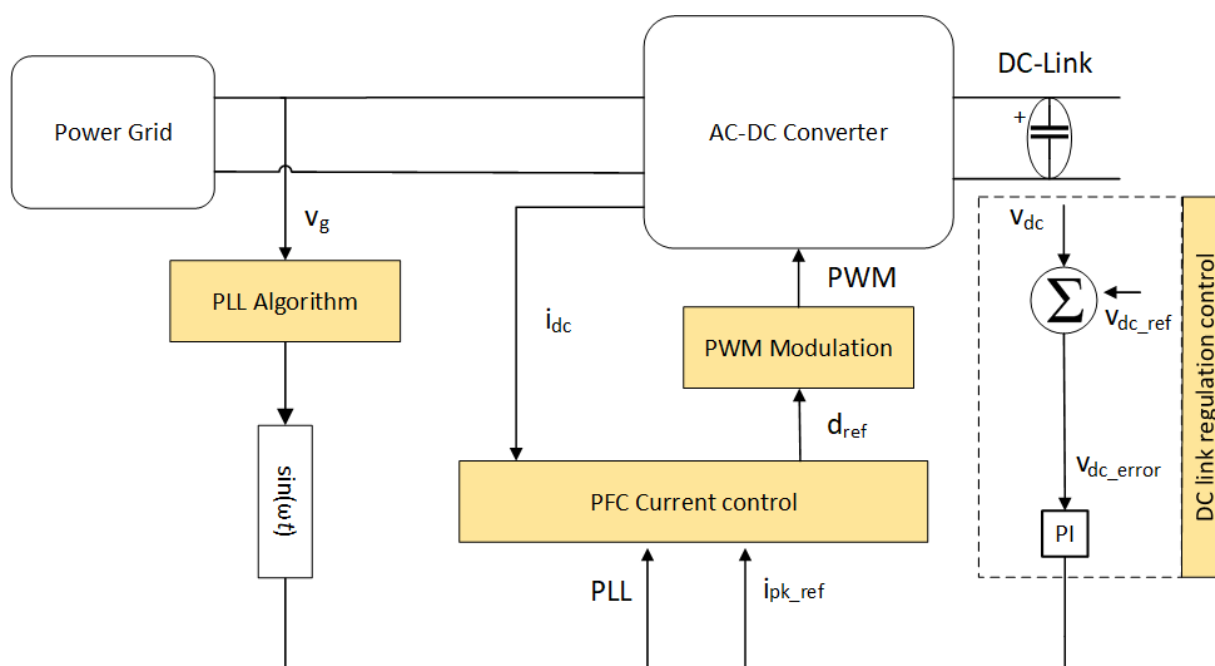 DC-Link
Power Grid
AC-DC Converter
+
vg
vdc
PLL Algorithm
PWM
Σ
idc
vdc_ref
PWM Modulation
dref
sin(ωt)
vdc_error
PFC Current control
PI
DC link regulation control
PLL
ipk_ref